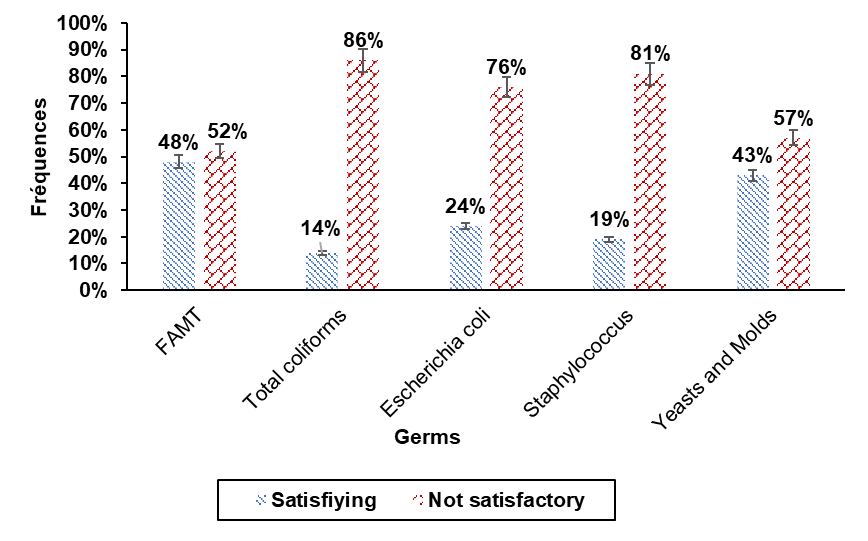 100%
90%
80%
70%
60%
50%
40%
30%
20%
10%
0%
Fréquences
48%
52%
14%
86%
24%
76%
19%
81%
43%
57%
FAMT
Total coliforms
Escherichia coli
Staphylococcus
Yeasts and Molds
Germs
Satisfiying
Not satisfactory